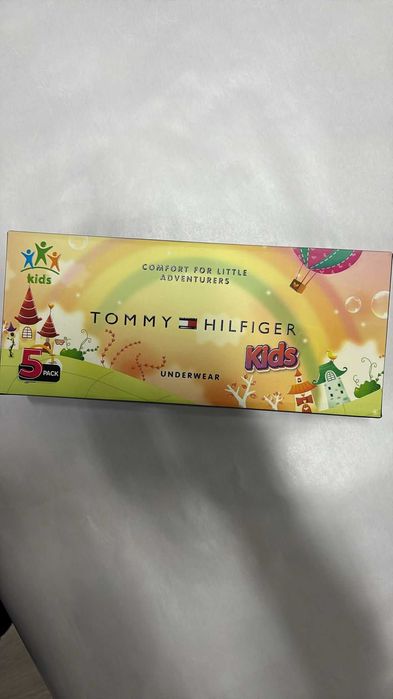 kids
COMFORT FOR LITTLE
ADVENTURERS
TOMMY HILFIGER
Kids
5 PACK
UNDERWEAR